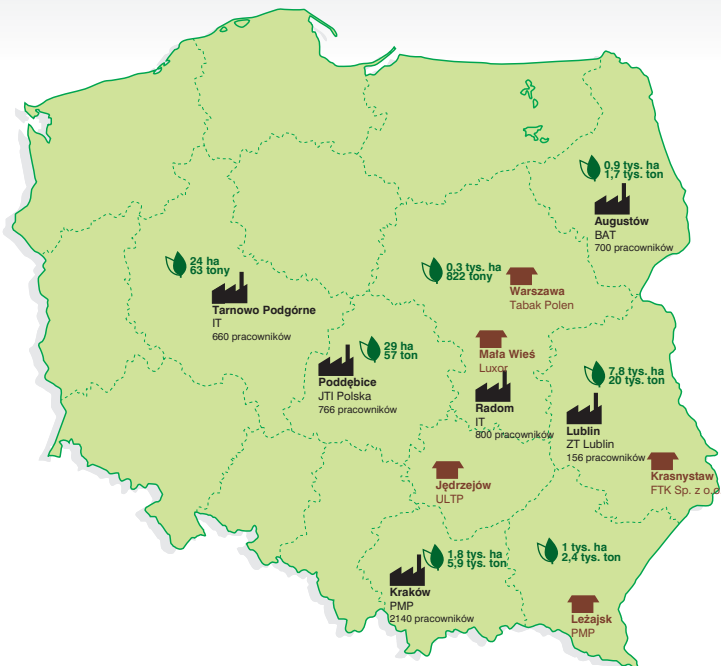 0,9 tys. ha
1,7 tys. ton
Augustów
BAT
700 pracowników
24 ha
63 tony
Tarnowo Podgórne
IT
660 pracowników
0,3 tys. ha
822 tony
Warszawa
Tabak Polen
29 ha
57 ton
Poddębice
JTI Polska
766 pracowników
Mała Wieś
Luxor
Radom
IT
800 pracowników
7,8 tys. ha
20 tys. ton
Lublin
ZT Lublin
156 pracowników
Krasnystaw
FTK Sp. z o.o
Jędrzejów
ULTP
1,8 tys. ha
5,9 tys. ton
Kraków
PMP
2140 pracowników
1 tys. ha
2,4 tys. ton
Leżajsk
PMP